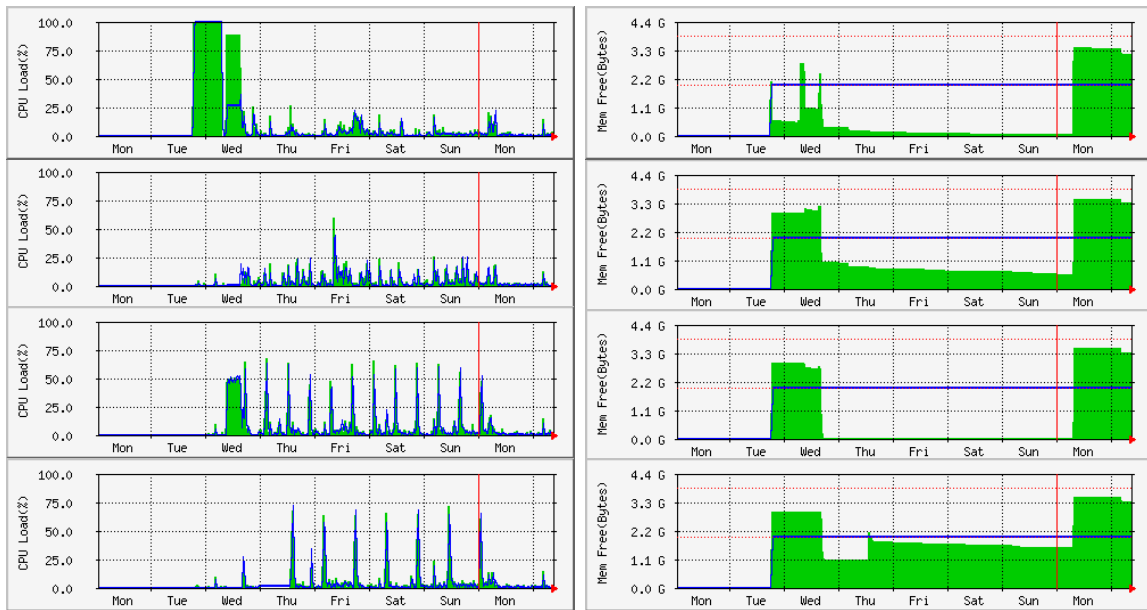 100.0
75.0
50.0
25.0
0.0
CPU Load(%)
Mon Tue Wed Thu Fri Sat Sun Mon
4.4 G
3.3 G
2.2 G
1.1 G
0.0 G
Mem Free(Bytes)
Mon Tue Wed Thu Fri Sat Sun Mon
100.0
75.0
50.0
25.0
0.0
CPU Load(%)
Mon Tue Wed Thu Fri Sat Sun Mon
4.4 G
3.3 G
2.2 G
1.1 G
0.0 G
Mem Free(Bytes)
Mon Tue Wed Thu Fri Sat Sun Mon
100.0
75.0
50.0
25.0
0.0
CPU Load(%)
Mon Tue Wed Thu Fri Sat Sun Mon
4.4 G
3.3 G
2.2 G
1.1 G
0.0 G
Mem Free(Bytes)
Mon Tue Wed Thu Fri Sat Sun Mon
100.0
75.0
50.0
25.0
0.0
CPU Load(%)
Mon Tue Wed Thu Fri Sat Sun Mon
4.4 G
3.3 G
2.2 G
1.1 G
0.0 G
Mem Free(Bytes)
Mon Tue Wed Thu Fri Sat Sun Mon